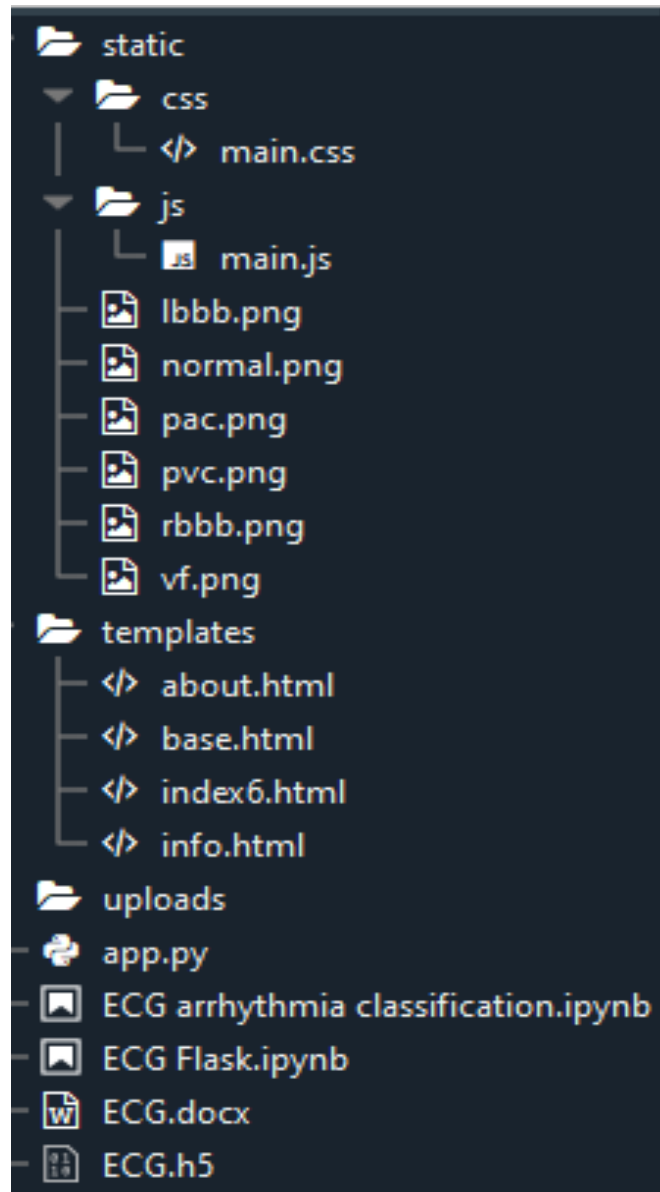 static
css
main.css
js
main.js
lbbb.png
normal.png
pac.png
pvc.png
rbbb.png
vf.png
templates
about.html
base.html
index6.html
info.html
uploads
app.py
ECG arrhythmia classification.ipynb
ECG Flask.ipynb
ECG.docx
ECG.h5